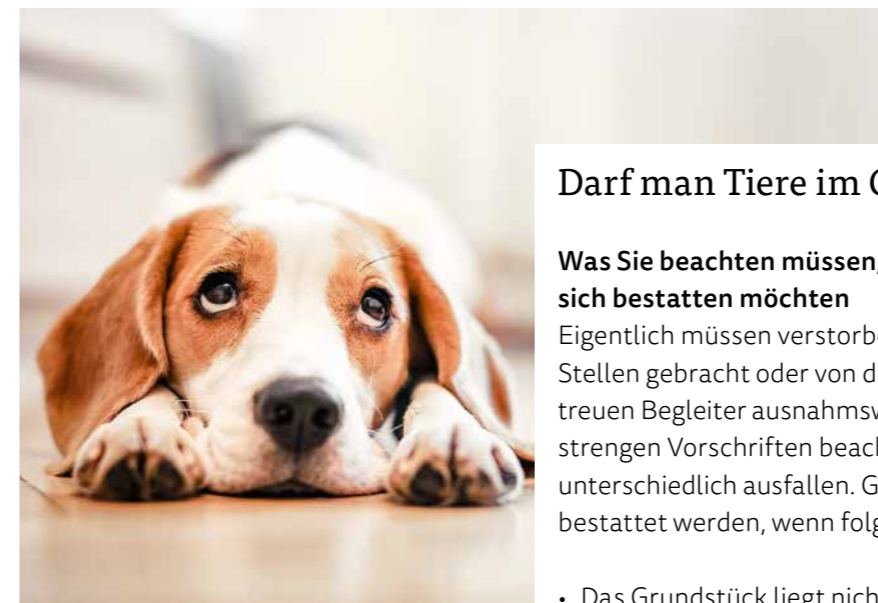 Darf man Tiere im
Was Sie beachten müssen,
sich bestatten möchten
Eigentlich müssen
Stellen gebracht oder von
treuen Begleiter
strengen Vorschriften
unterschiedlich ausfallen.
bestattet werden, wenn
• Das Grundstück liegt